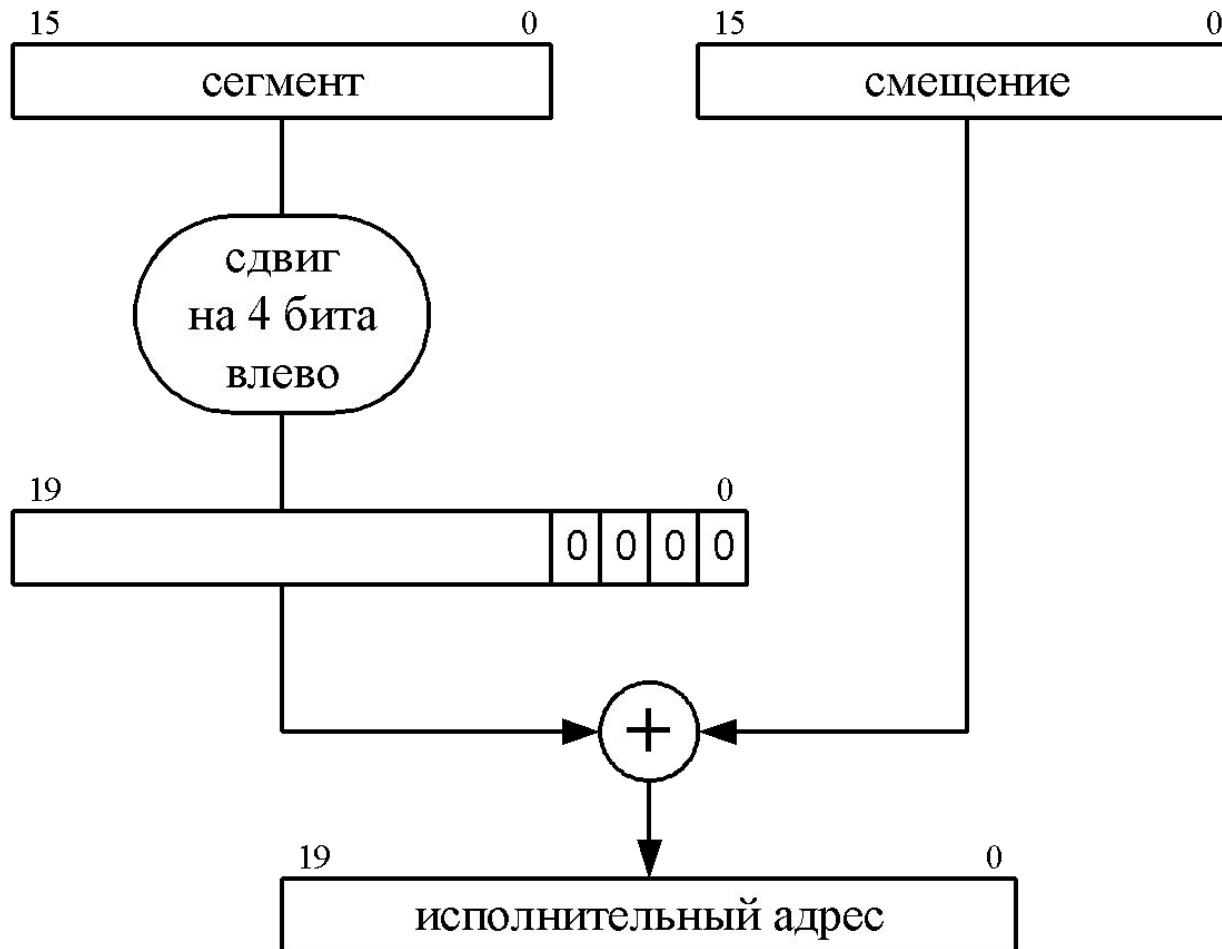 15 0 15 0
сегмент смещение
сдвиг
на 4 бита
влево
19 0
0 0 0 0
+
19 0
исполнительный адрес